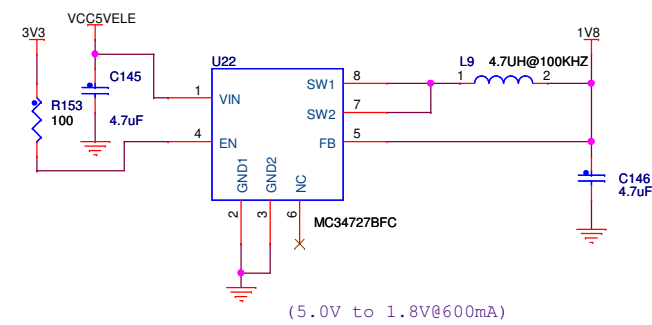 VCC5VELE
3V3
1V8
U22
L9
4.7UH@100KHZ
C145
4.7uF
R153
100
1
VIN
4
EN
SW1
8
SW2
7
FB
5
1
2
GND1
GND2
NC
2
3
6
MC34727BFC
C146
4.7uF
(5.0V to 1.8V@600mA)